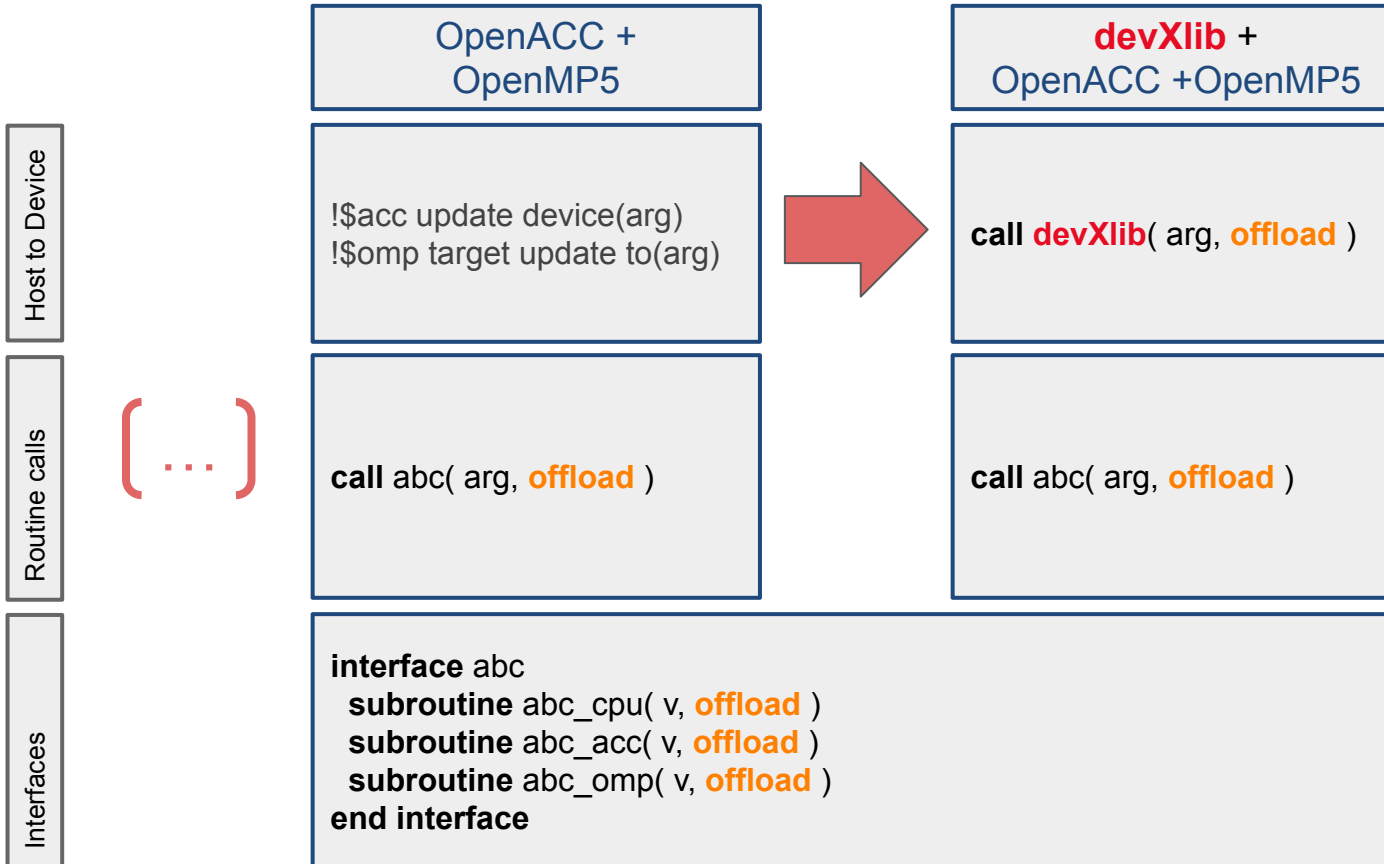 OpenACC +
OpenMP5
devXlib +
OpenACC +OpenMP5
Host to Device
!$acc update device(arg)
!$omp target update to(arg)
call devXlib( arg, offload )
Routine calls
...
call abc( arg, offload )
call abc( arg, offload )
Interfaces
interface abc
subroutine abc_cpu( v, offload )
subroutine abc_acc( v, offload )
subroutine abc_omp( v, offload )
end interface